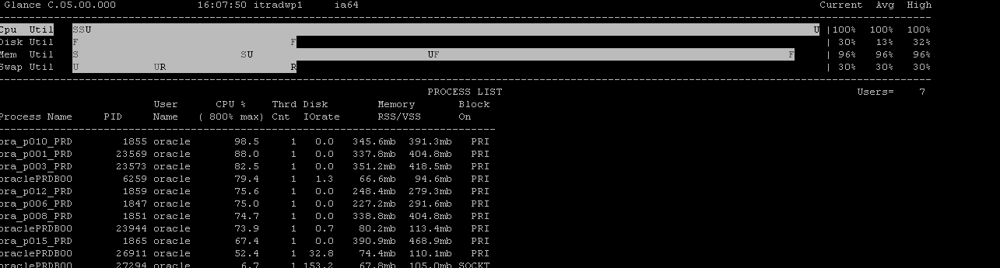 Glance C.05.00.000 16:07:50 itradwp1 ia64 Current Avg High
Cpu Util SSU U |100% 100% 100%
Disk Util F F | 30% 13% 32%
Mem Util S SU UF F | 96% 96% 96%
Swap Util U UR R | 30% 30% 30%
PROCESS LIST Users= 7
User CPU % Thrd Disk Memory Block
Process Name PID Name ( 800% max) Cnt IOrate RSS/VSS On
ora_p010_PRD 1855 oracle 98.5 1 0.0 345.6mb 391.3mb PRI
ora_p001_PRD 23569 oracle 88.0 1 0.0 337.8mb 404.8mb PRI
ora_p003_PRD 23573 oracle 82.5 1 0.0 351.2mb 418.5mb PRI
oraclePRDB00 6259 oracle 79.4 1 1.3 66.6mb 94.6mb PRI
ora_p012_PRD 1859 oracle 75.6 1 0.0 248.4mb 279.3mb PRI
ora_p006_PRD 1847 oracle 75.0 1 0.0 227.2mb 291.6mb PRI
ora_p008_PRD 1851 oracle 74.7 1 0.0 338.8mb 404.8mb PRI
oraclePRDB00 23944 oracle 73.9 1 0.7 80.2mb 113.4mb PRI
ora_p015_PRD 1865 oracle 67.4 1 0.0 390.9mb 468.9mb PRI
oraclePRDB00 26911 oracle 52.4 1 32.8 74.4mb 110.1mb PRI
oraclePRDB00 27294 oracle 6.7 1 153.2 67.8mb 105.0mb SOCKT